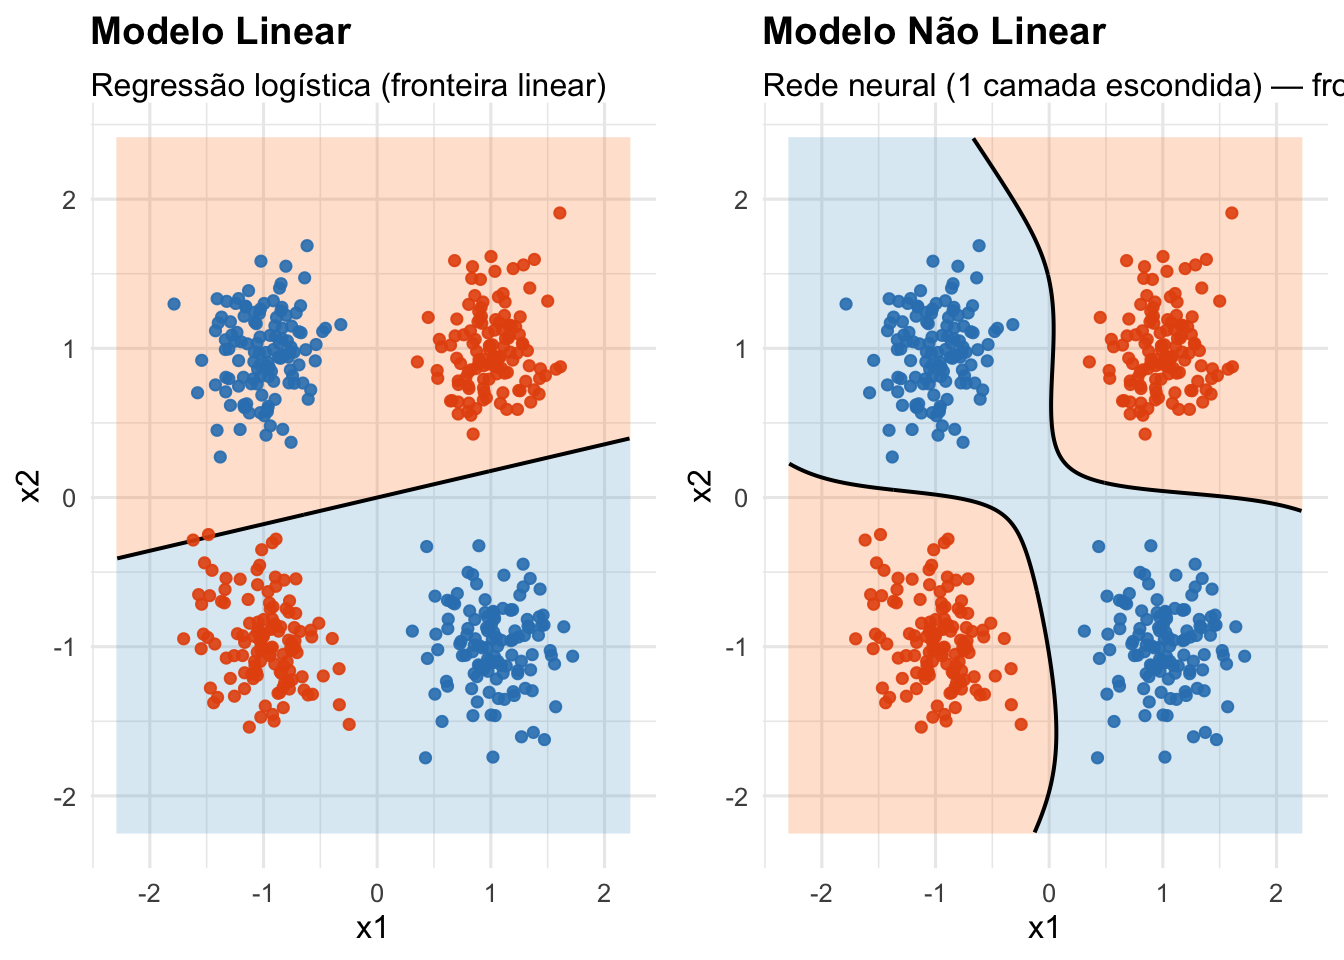 Modelo Linear
Regressão logística (fronteira linear)
2
1
0
-1
-2
x2
-2 -1 0 1 2
x1
Modelo Não Linear
Rede neural (1 camada escondida) — fro
2
1
0
-1
-2
x2
-2 -1 0 1 2
x1